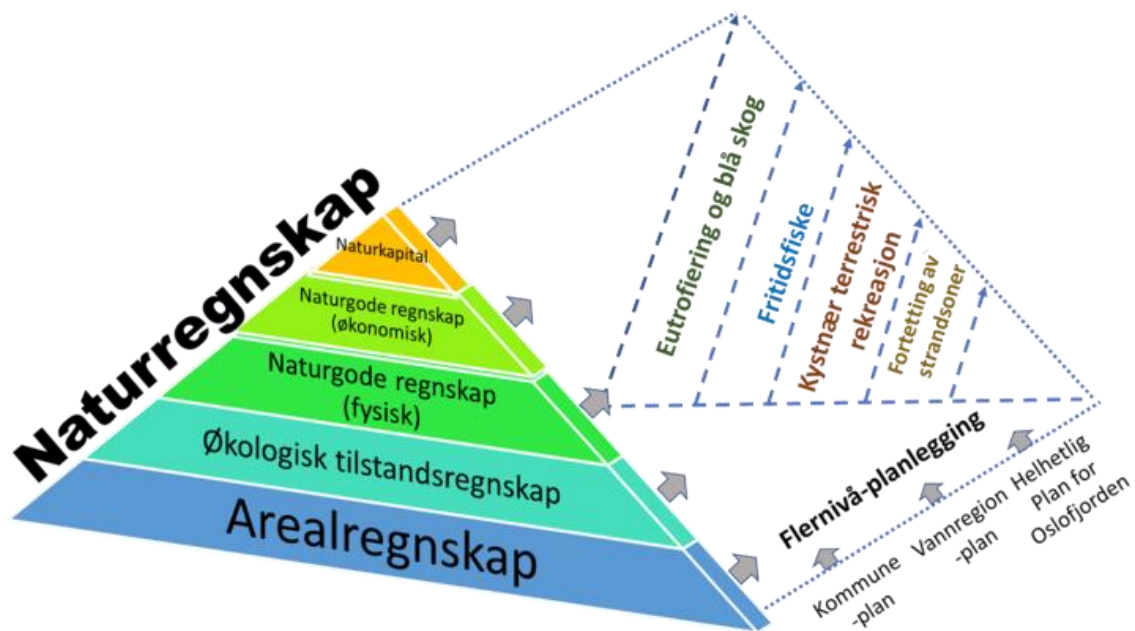 Naturregnskap
Naturkapital
Naturgode regnskap
(økonomisk)
Naturgode regnskap
(fysisk)
Økologisk tilstandsregnskap
Arealregnskap
Eutrofiering og blå skog
Fritidsfiske
Kystnær terrestrisk
rekreasjon
Fortetting av
strandsoner
Flernivå-planlegging
Kommune
-plan
Vannregion
-plan
Helhetlig
Plan for
Oslofjorden